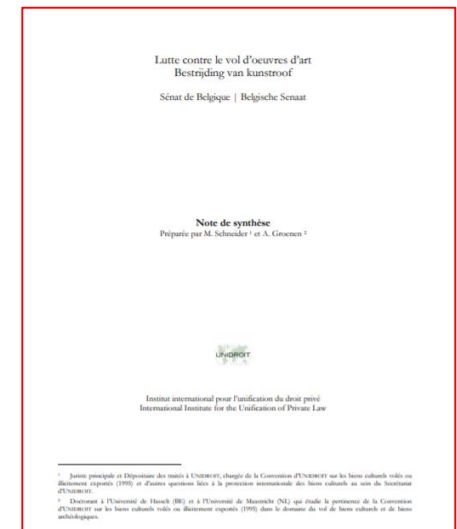 Lutte contre le vol d'oeuvres d'art
Bestrijding van kunstroof
Sénat de Belgique | Belgische Senaat
Note de synthèse
Préparée par M. Schneider ¹ et A. Groenen ²
UNIDROIT
Institut international pour l'unification du droit privé
International Institute for the Unification of Private Law
¹ Juriste principale et Dépositaire des traités à UNIDROIT, chargée de la Convention d'UNIDROIT sur les biens culturels volés ou
illicitement exportés (1995) et d'autres questions liées à la protection internationale des biens culturels au sein du Secrétariat
d'UNIDROIT.
² Doctorant à l'Université de Hasselt (BE) et à l'Université de Maastricht (NL) qui étudie la pertinence de la Convention
d'UNIDROIT sur les biens culturels volés ou illicitement exportés (1995) dans le domaine du vol de biens culturels et de biens
archéologiques.